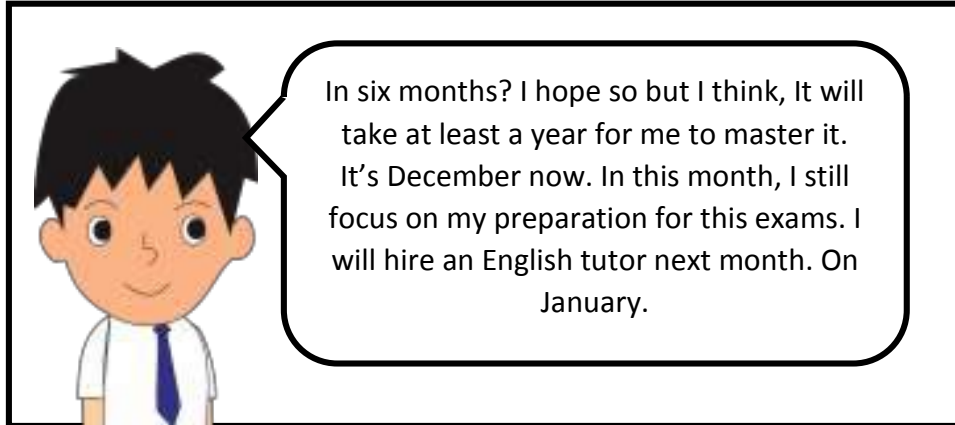 In six months? I hope so but I think, It will
take at least a year for me to master it.
It’s December now. In this month, I still
focus on my preparation for this exams. I
will hire an English tutor next month. On
January.